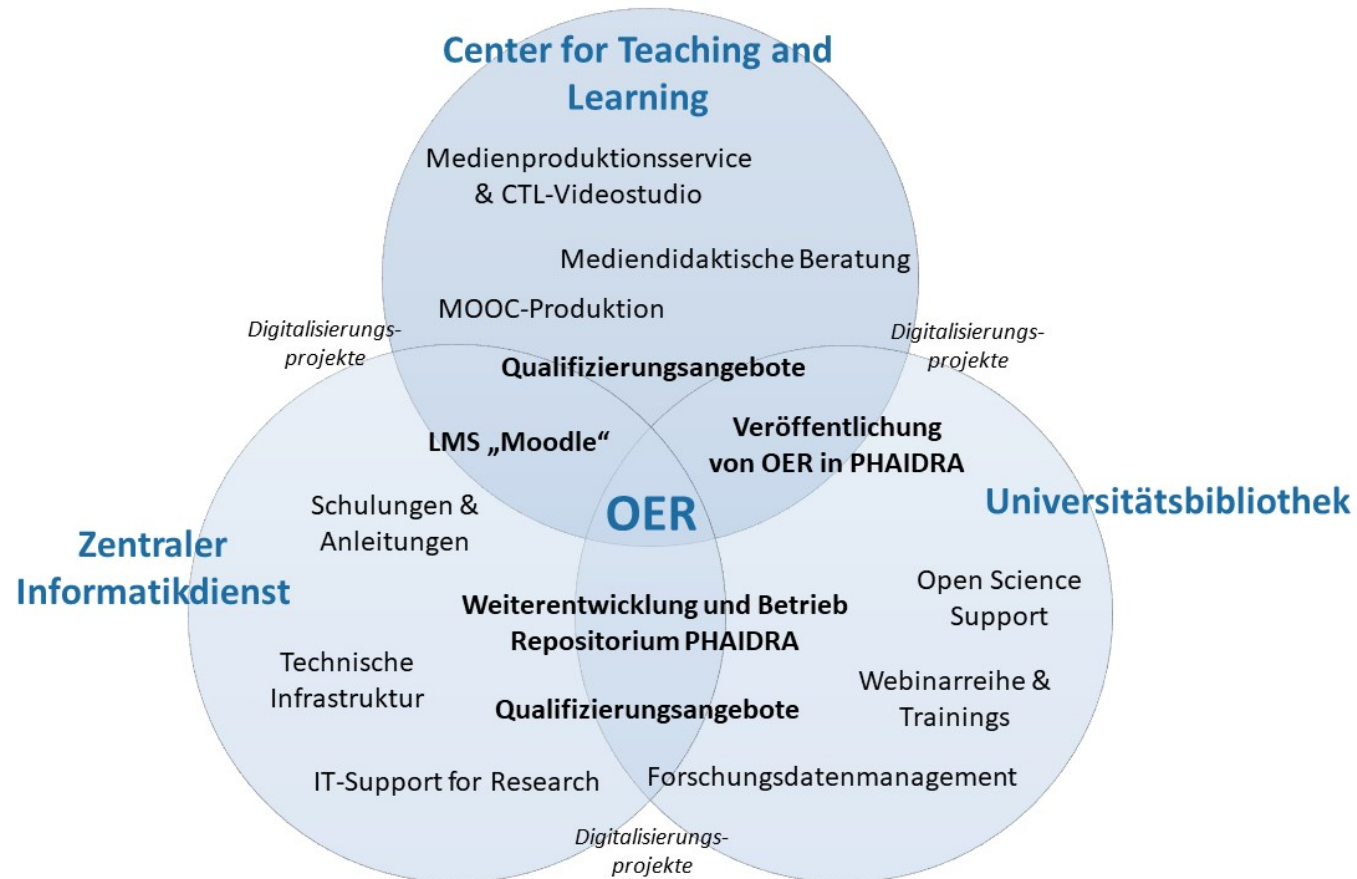 Center for Teaching and
Learning
Medienproduktionsservice
& CTL-Videostudio
Mediendidaktische Beratung
MOOC-Produktion
Digitalisierungs-
projekte
Digitalisierungs-
projekte
Qualifizierungsangebote
LMS „Moodle“
Veröffentlichung
von OER in PHAIDRA
OER
Universitätsbibliothek
Zentraler
Informatikdienst
Schulungen &
Anleitungen
Weiterentwicklung und Betrieb
Repositorium PHAIDRA
Open Science
Support
Technische
Infrastruktur
Qualifizierungsangebote
Webinarreihe &
Trainings
IT-Support for Research
Forschungsdatenmanagement
Digitalisierungs-
projekte